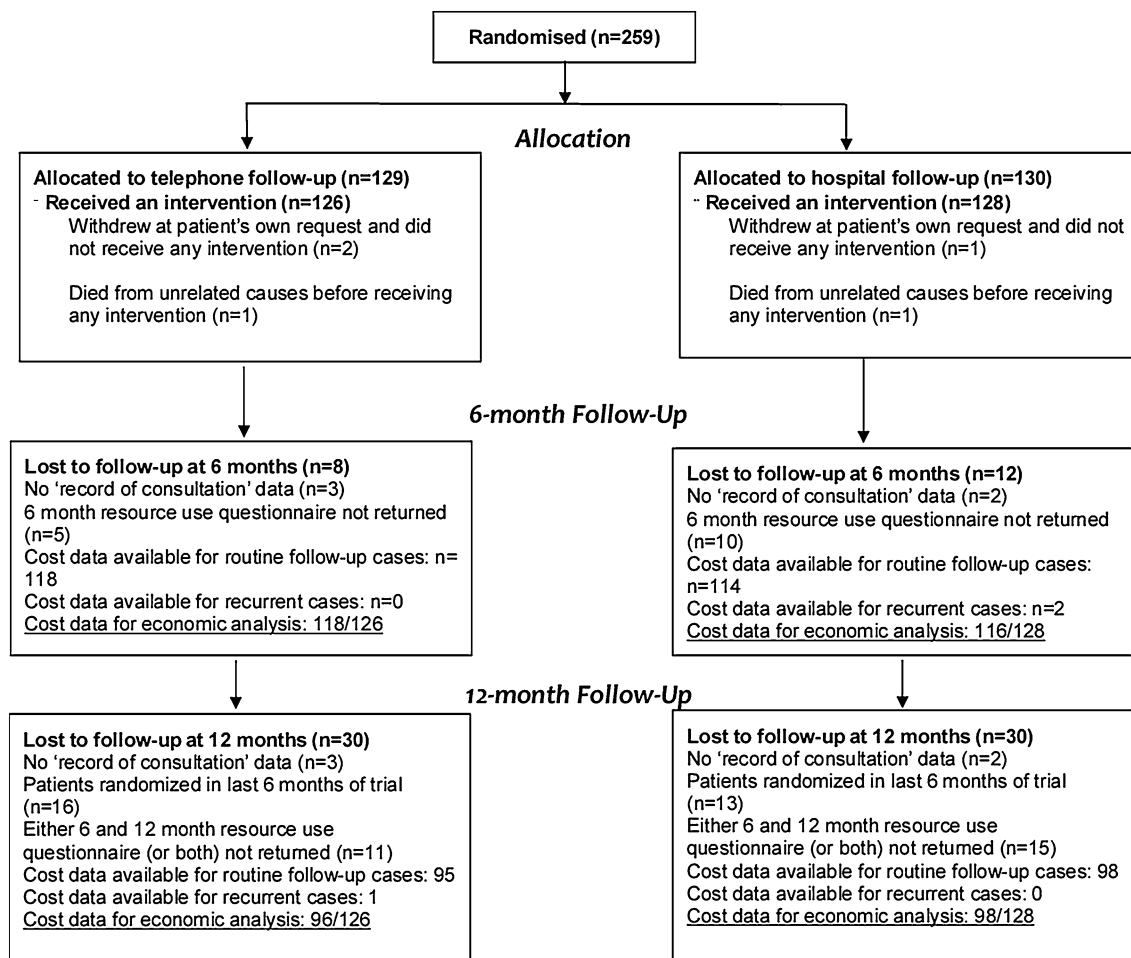 Randomised (n=259)
Allocation
Allocated to telephone follow-up (n=129)
- Received an intervention (n=126)
Withdrew at patient's own request and did
not receive any intervention (n=2)
Died from unrelated causes before receiving
any intervention (n=1)
Allocated to hospital follow-up (n=130)
¨ Received an intervention (n=128)
Withdrew at patient's own request and did
not receive any intervention (n=1)
Died from unrelated causes before receiving
any intervention (n=1)
6-month Follow-Up
Lost to follow-up at 6 months (n=8)
No 'record of consultation' data (n=3)
6 month resource use questionnaire not returned
(n=5)
Cost data available for routine follow-up cases: n=
118
Cost data available for recurrent cases: n=0
Cost data for economic analysis: 118/126
Lost to follow-up at 6 months (n=12)
No 'record of consultation' data (n=2)
6 month resource use questionnaire not returned
(n=10)
Cost data available for routine follow-up cases:
n=114
Cost data available for recurrent cases: n=2
Cost data for economic analysis: 116/128
12-month Follow-Up
Lost to follow-up at 12 months (n=30)
No 'record of consultation' data (n=3)
Patients randomized in last 6 months of trial
(n=16)
Either 6 and 12 month resource use
questionnaire (or both) not returned (n=11)
Cost data available for routine follow-up cases: 95
Cost data available for recurrent cases: 1
Cost data for economic analysis: 96/126
Lost to follow-up at 12 months (n=30)
No 'record of consultation' data (n=2)
Patients randomized in last 6 months of trial
(n=13)
Either 6 and 12 month resource use
questionnaire (or both) not returned (n=15)
Cost data available for routine follow-up cases: 98
Cost data available for recurrent cases: 0
Cost data for economic analysis: 98/128